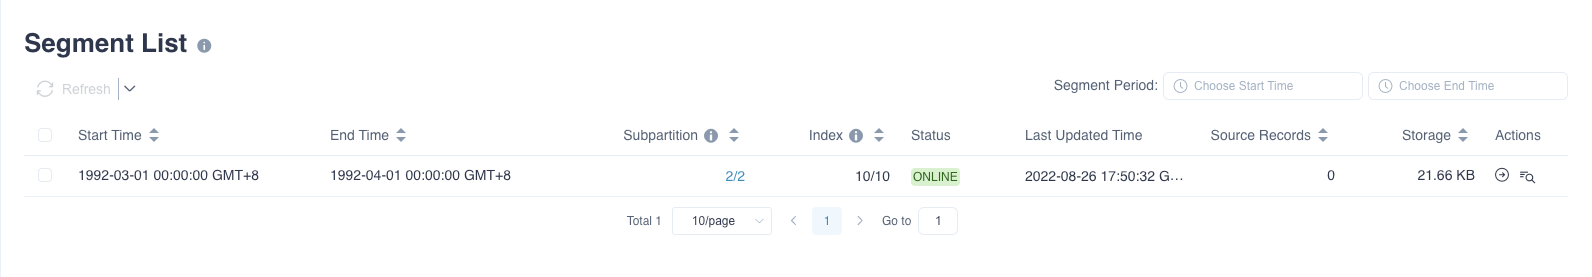 Segment List
Refresh
Segment Period: Choose Start Time Choose End Time
Start Time End Time Subpartition Index Status Last Updated Time Source Records Storage Actions
1992-03-01 00:00:00 GMT+8 1992-04-01 00:00:00 GMT+8 2/2 10/10 ONLINE 2022-08-26 17:50:32 G... 0 21.66 KB
Total 1 10/page 1 Go to 1